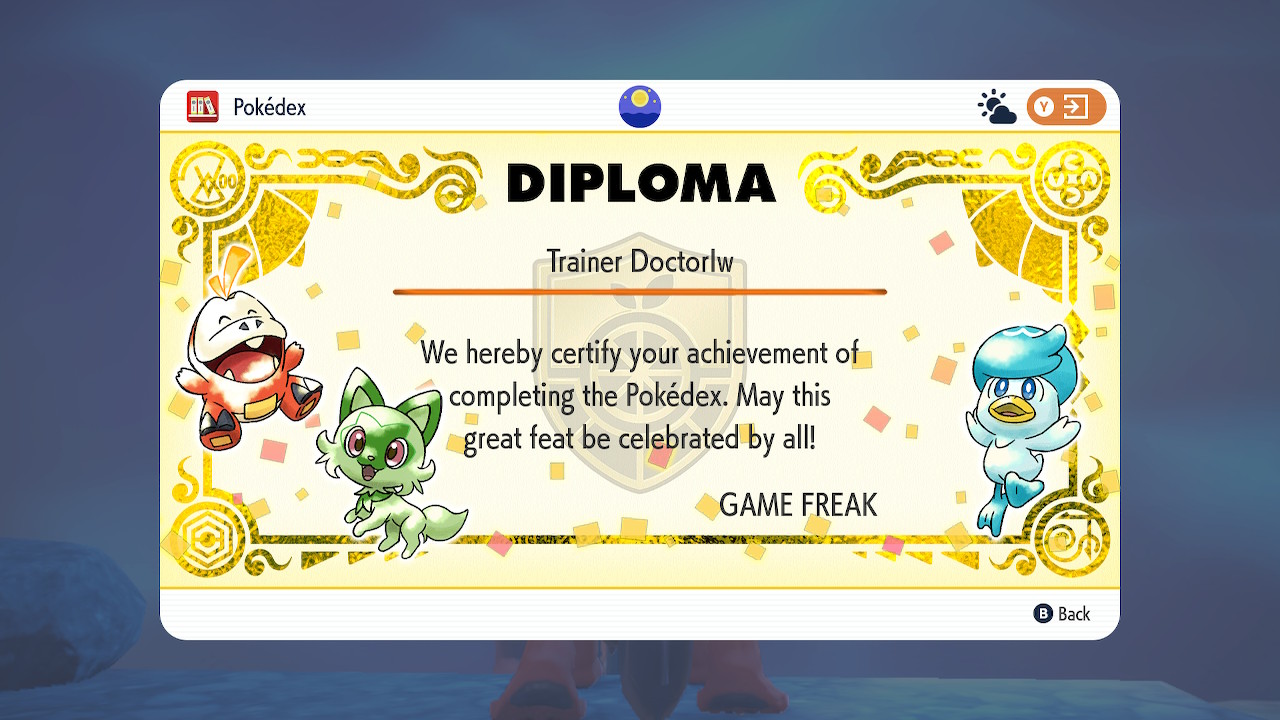 Pokédex
Y
DIPLOMA
Trainer Doctorlw
We hereby certify your achievement of
completing the Pokédex. May this
great feat be celebrated by all!
GAME FREAK
B Back